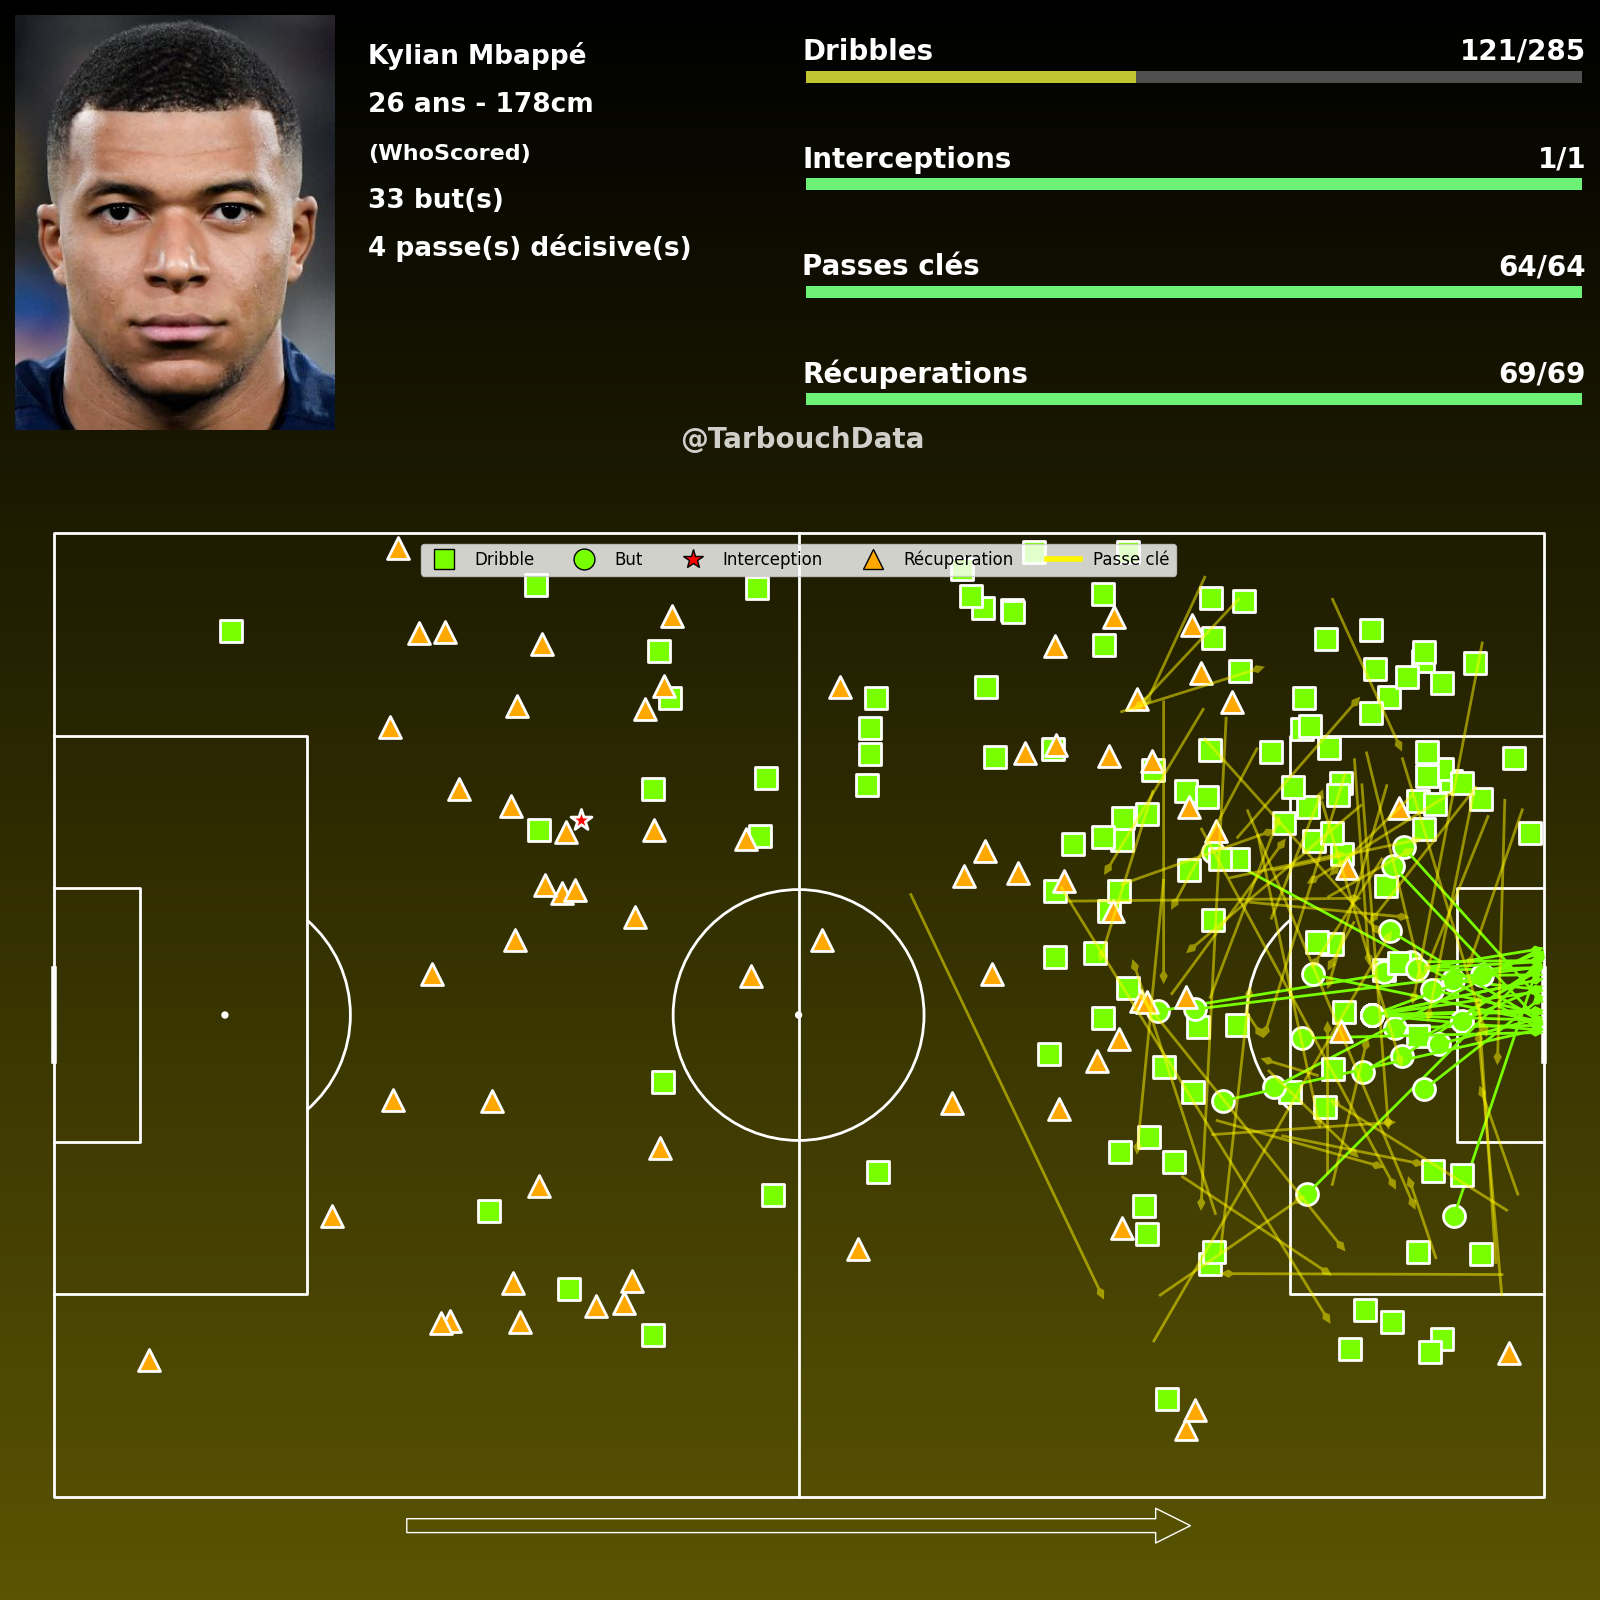 Kylian Mbappé
26 ans - 178cm
(WhoScored)
33 but(s)
4 passe(s) décisive(s)
Dribbles 121/285
Interceptions 1/1
Passes clés 64/64
Récuperations 69/69
@TarbouchData
Dribble But Interception Récuperation Passe clé